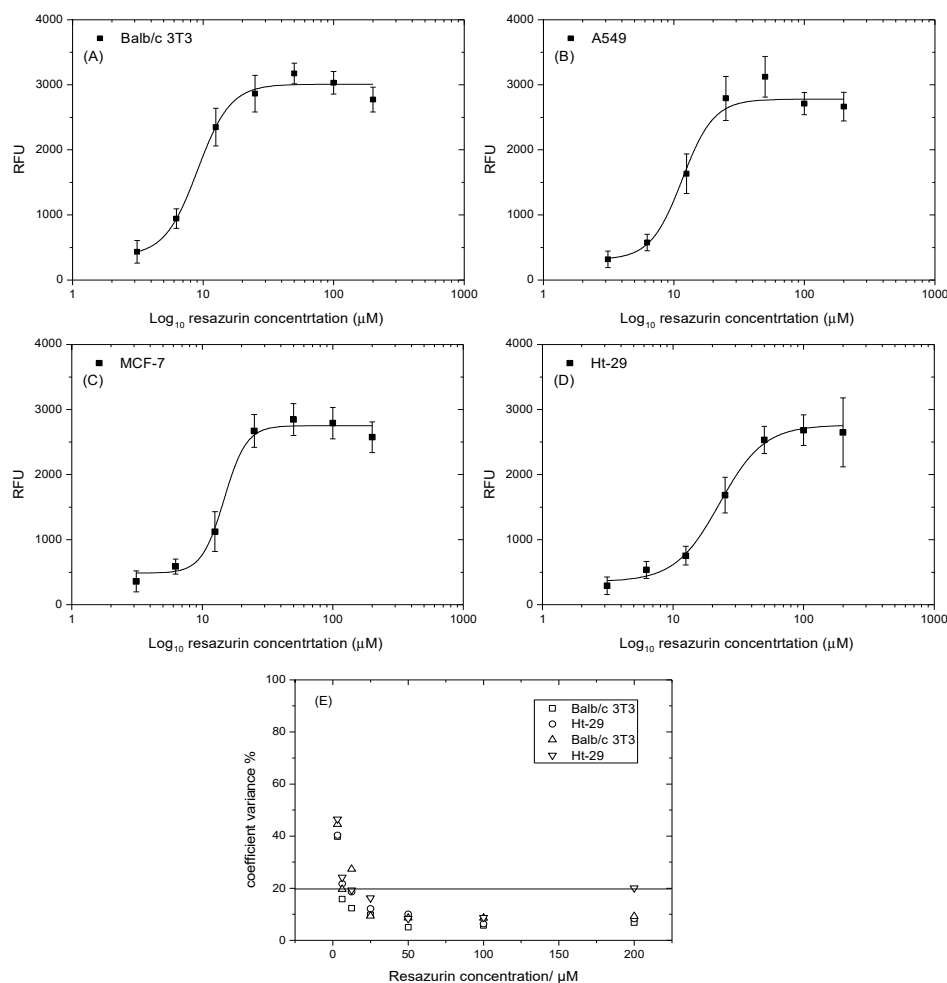 Balb/c 3T3
(A)
RFU
4000
3000
2000
1000
0
1 10 100 1000
Log₁₀ resazurin concentrtation (μM)
A549
(B)
RFU
4000
3000
2000
1000
0
1 10 100 1000
Log₁₀ resazurin concentrtation (μM)
MCF-7
(C)
RFU
4000
3000
2000
1000
0
1 10 100 1000
Log₁₀ resazurin concentrtation (μM)
Ht-29
(D)
RFU
4000
3000
2000
1000
0
1 10 100 1000
Log₁₀ resazurin concentrtation (μM)
(E)
Balb/c 3T3
Ht-29
Balb/c 3T3
Ht-29
coefficient variance %
100
80
60
40
20
0
0 50 100 150 200
Resazurin concentration/ μM